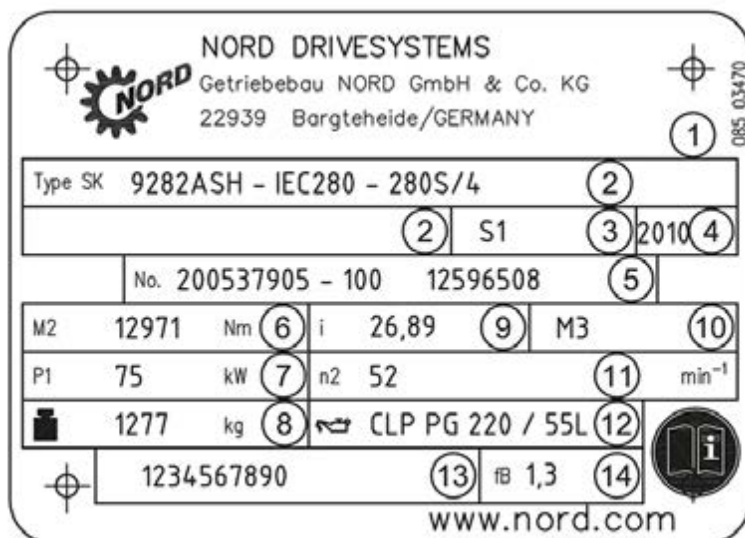 NORD DRIVESYSTEMS
NORD
Getriebebau NORD GmbH & Co. KG
22939 Bargteheide/GERMANY
085 03470
1
Type SK 9282ASH - IEC280 - 280S/4 2
2 S1 3 2010 4
No. 200537905 - 100 12596508 5
M2 12971 Nm 6 i 26,89 9 M3 10
P1 75 kW 7 n2 52 11 min⁻¹
1277 kg 8 CLP PG 220 / 55L 12
i
1234567890 13 fB 1,3 14
www.nord.com